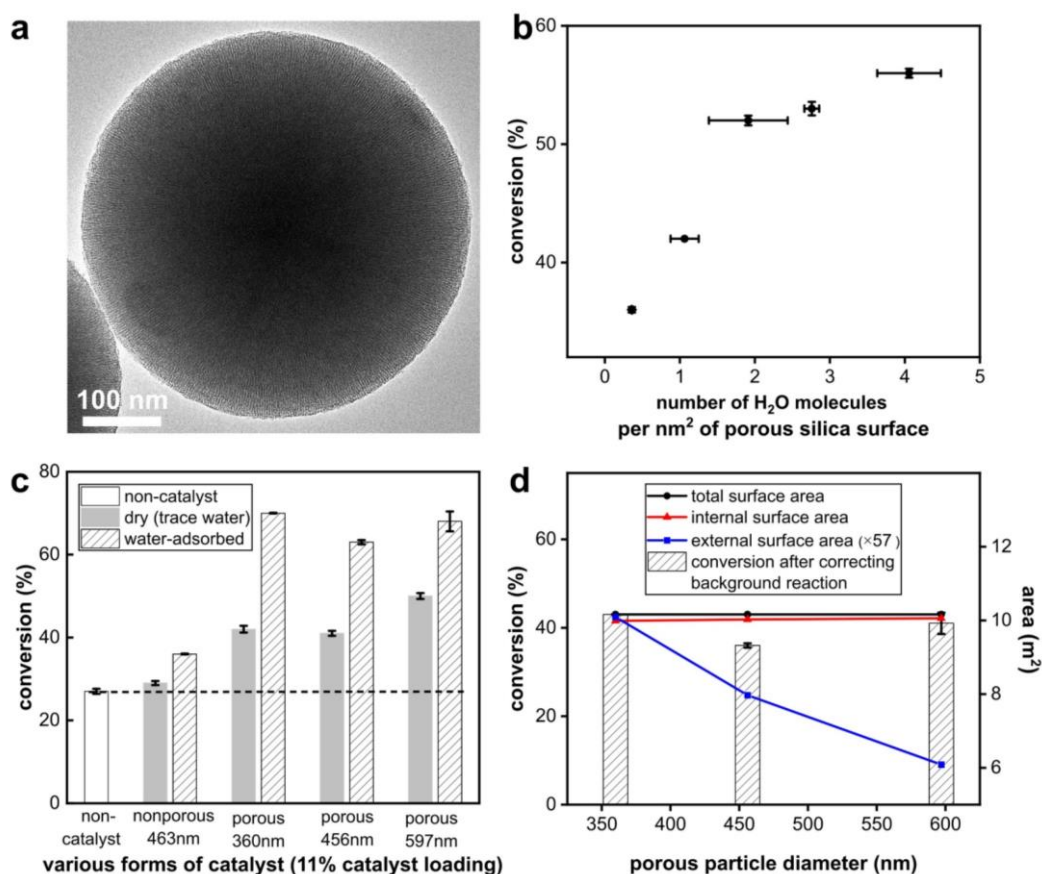 a
100 nm
b
60
50
40
conversion (%)
0 1 2 3 4 5
number of H₂O molecules
per nm² of porous silica surface
c
80
60
40
20
0
conversion (%)
non-catalyst
dry (trace water)
water-adsorbed
non-
catalyst
nonporous
463nm
porous
360nm
porous
456nm
porous
597nm
various forms of catalyst (11% catalyst loading)
d
60
40
20
0
conversion (%)
total surface area
internal surface area
external surface area (×57)
conversion after correcting
background reaction
12
10
8
6
area (m²)
350 400 450 500 550 600
porous particle diameter (nm)